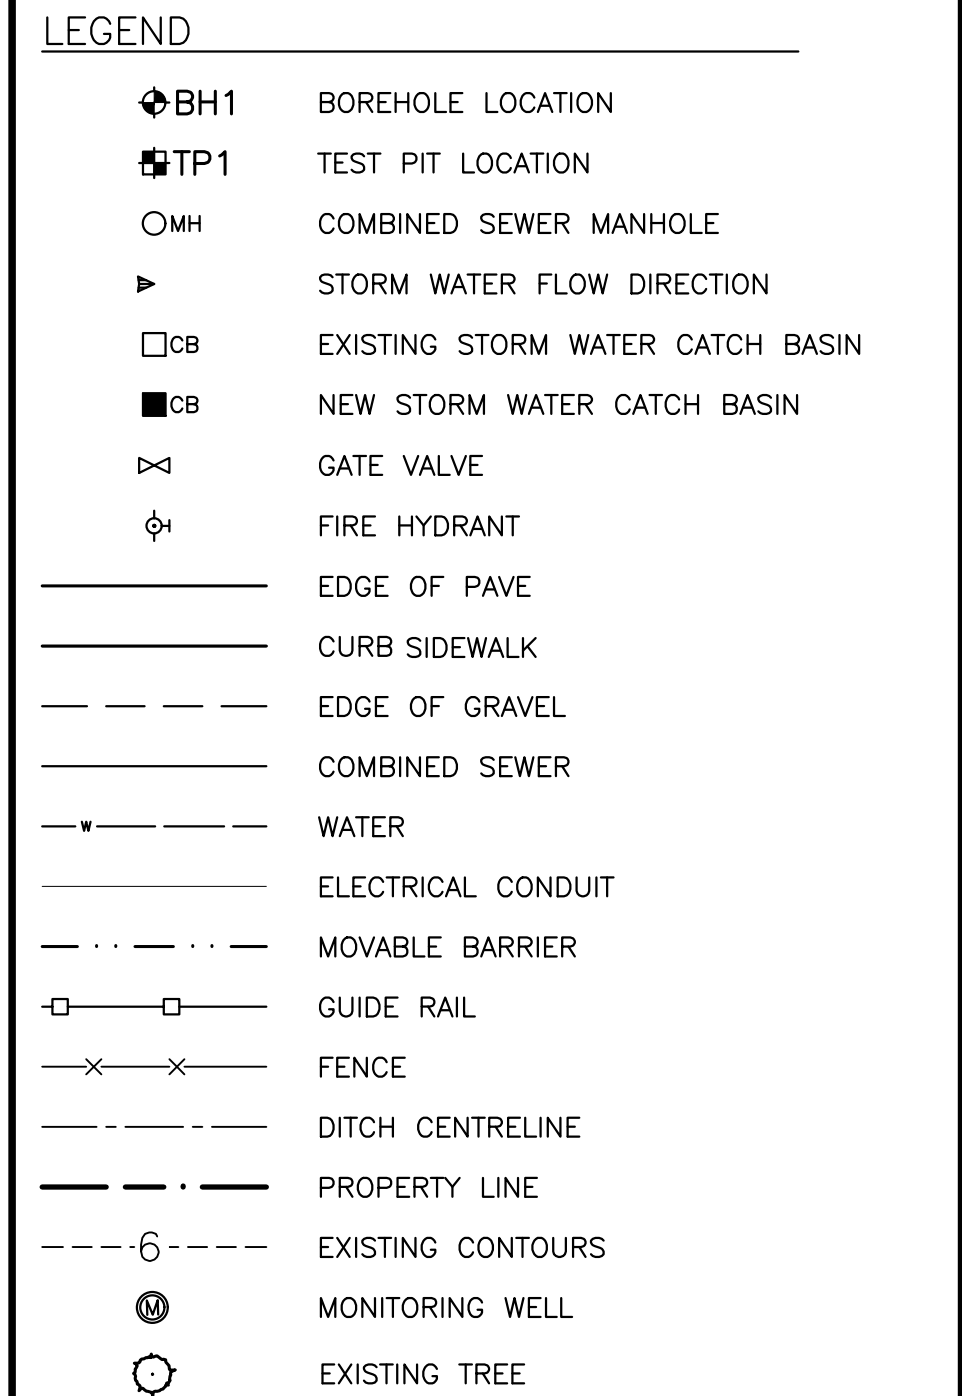 LEGEND
BH1 BOREHOLE LOCATION
TP1 TEST PIT LOCATION
MH COMBINED SEWER MANHOLE
STORM WATER FLOW DIRECTION
CB EXISTING STORM WATER CATCH BASIN
CB NEW STORM WATER CATCH BASIN
GATE VALVE
FIRE HYDRANT
EDGE OF PAVE
CURB SIDEWALK
EDGE OF GRAVEL
COMBINED SEWER
W WATER
ELECTRICAL CONDUIT
MOVABLE BARRIER
GUIDE RAIL
FENCE
DITCH CENTRELINE
PROPERTY LINE
6 EXISTING CONTOURS
M MONITORING WELL
EXISTING TREE